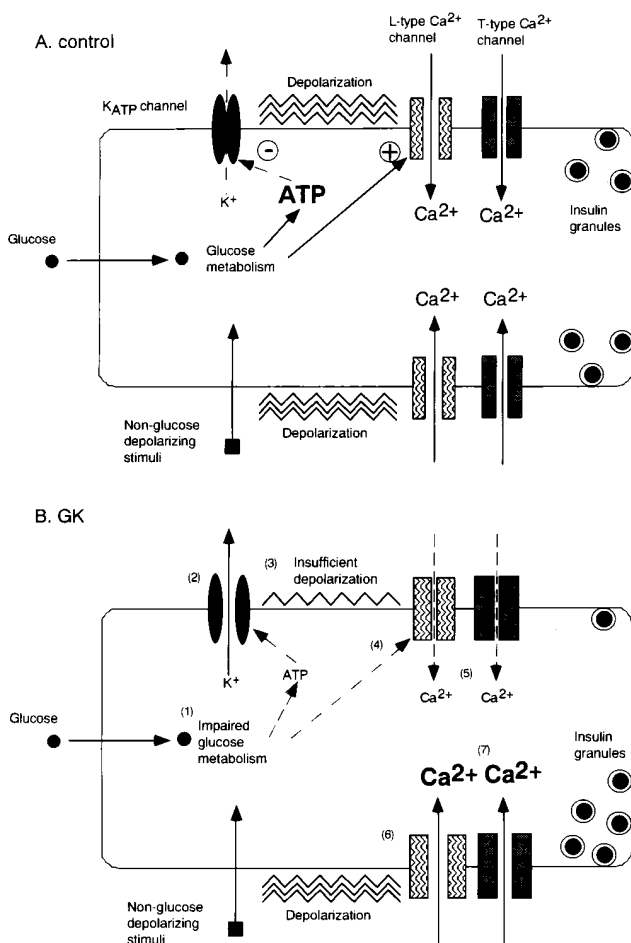 A. control
L-type Ca2+
channel
T-type Ca2+
channel
Depolarization
KATP channel
-
+
K+
ATP
Ca2+
Ca2+
Insulin
granules
Glucose
Glucose
metabolism
Ca2+
Ca2+
Non-glucose
depolarizing
stimuli
Depolarization
B. GK
(2)
(3)
Insufficient
depolarization
(4)
K+
ATP
(5)
Ca2+
Ca2+
Glucose
(1)
Impaired
glucose
metabolism
(7)
Insulin
granules
Ca2+ Ca2+
(6)
Non-glucose
depolarizing
stimuli
Depolarization